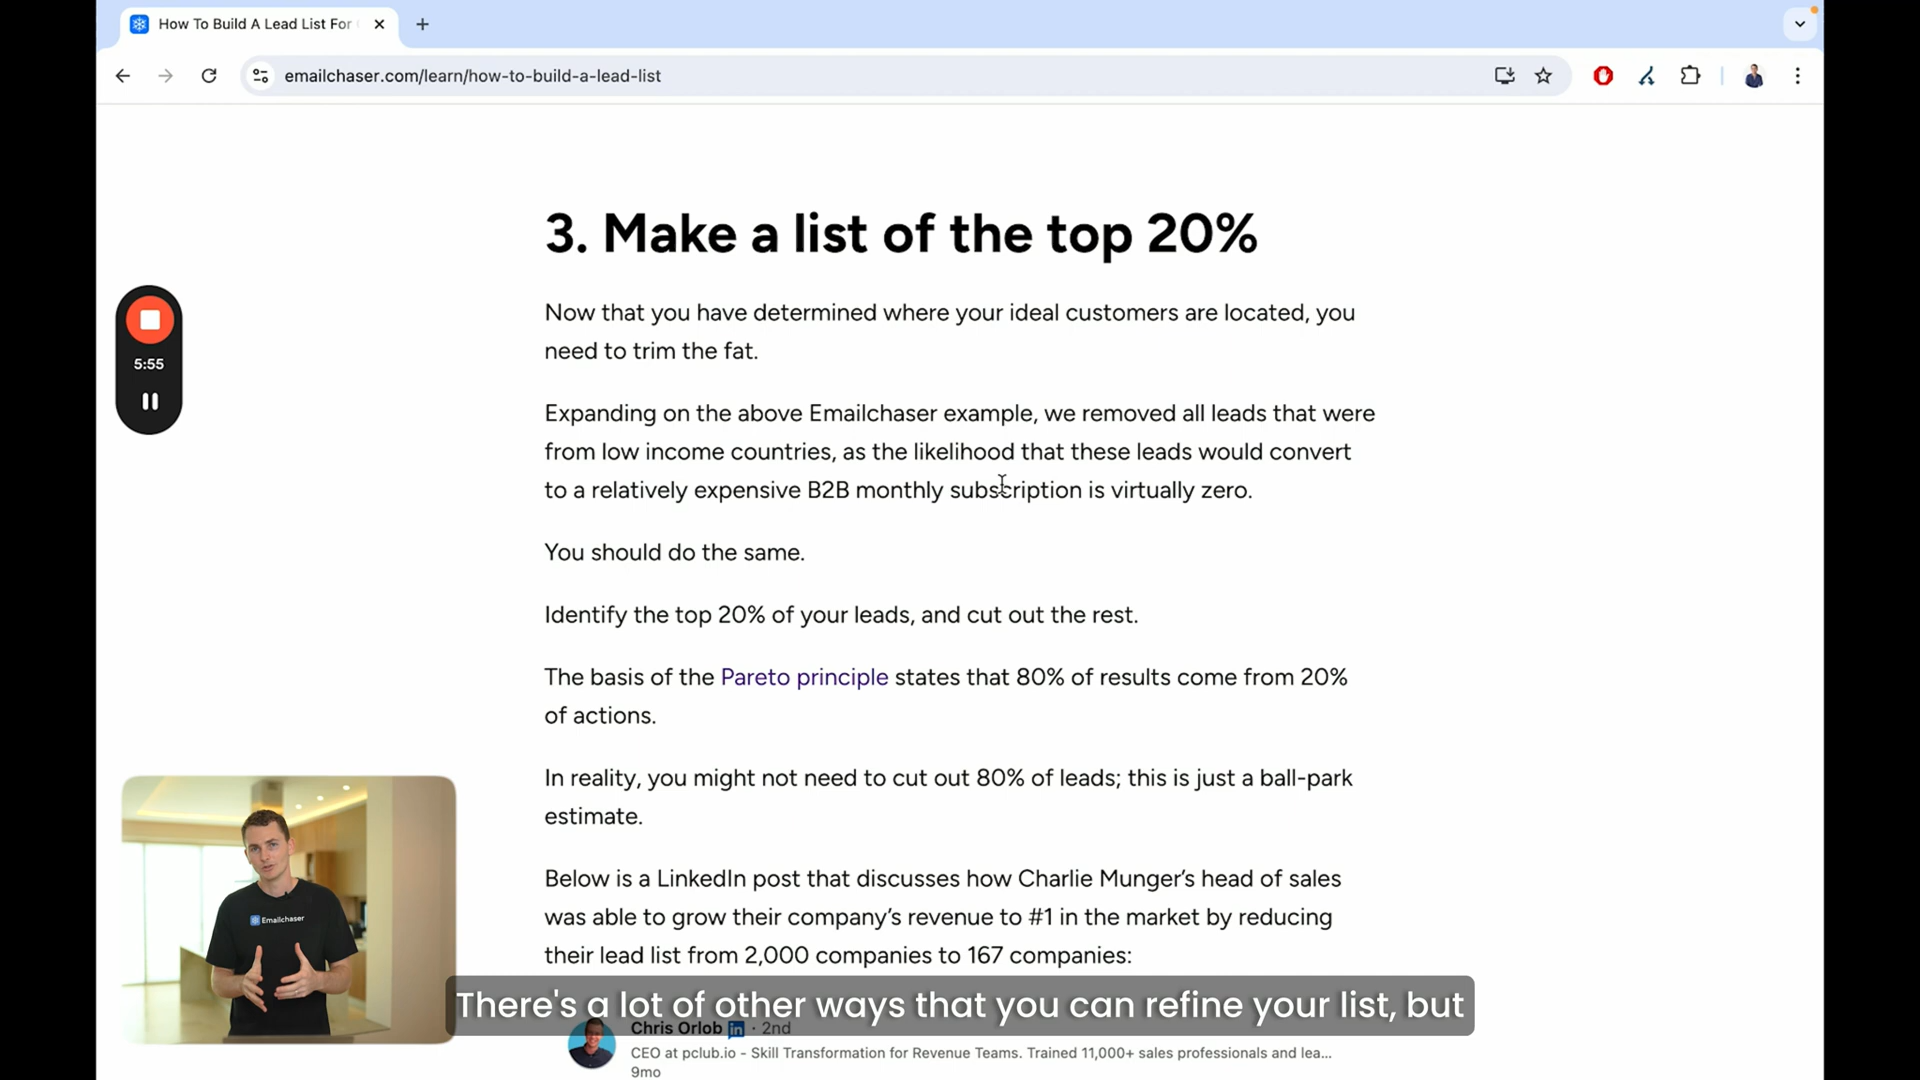 How To Build A Lead List For
emailchaser.com/learn/how-to-build-a-lead-list
3. Make a list of the top 20%
Now that you have determined where your ideal customers are located, you
need to trim the fat.
Expanding on the above Emailchaser example, we removed all leads that were
from low income countries, as the likelihood that these leads would convert
to a relatively expensive B2B monthly subscription is virtually zero.
5:55
You should do the same.
Identify the top 20% of your leads, and cut out the rest.
The basis of the Pareto principle states that 80% of results come from 20%
of actions.
In reality, you might not need to cut out 80% of leads; this is just a ball-park
estimate.
Below is a LinkedIn post that discusses how Charlie Munger's head of sales
was able to grow their company's revenue to #1 in the market by reducing
their lead list from 2,000 companies to 167 companies:
Emailchaser
There's a lot of other ways that you can refine your list, but
Chris Orlob in · 2nd
CEO at pclub.io - Skill Transformation for Revenue Teams. Trained 11,000+ sales professionals and lea...
9mo